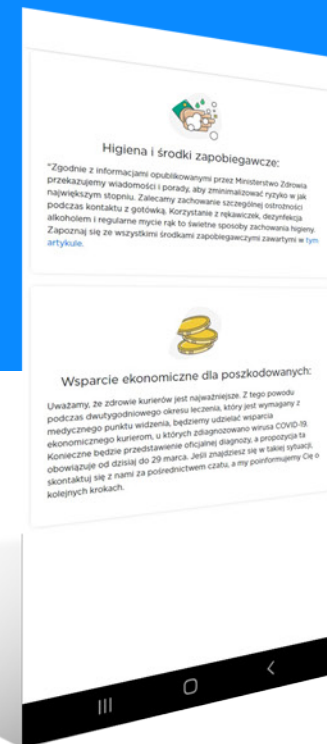 Higiena i środki zapobiegawcze:
"Zgodnie z informacjami opublikowanymi przez Ministerstwo Zdrowia
przekazujemy wiadomości i porady, aby zminimalizować ryzyko w jak
największym stopniu. Zalecamy zachowanie szczególnej ostrożności
podczas kontaktu z gotówką. Korzystanie z rękawiczek, dezynfekcja
alkoholem i regularne mycie rąk to świetne sposoby zachowania higieny.
Zapoznaj się ze wszystkimi środkami zapobiegawczymi zawartymi w tym
artykule.
Wsparcie ekonomiczne dla poszkodowanych:
Uważamy, że zdrowie kurierów jest najważniejsze. Z tego powodu
podczas dwutygodniowego okresu leczenia, który jest wymagany z
medycznego punktu widzenia, będziemy udzielać wsparcia
ekonomicznego kurierom, u których zdiagnozowano wirusa COVID-19.
Konieczne będzie przedstawienie oficjalnej diagnozy, a propozycja ta
obowiązuje od dzisiaj do 29 marca. Jeśli znajdziesz się w takiej sytuacji,
skontaktuj się z nami za pośrednictwem czatu, a my poinformujemy Cię o
kolejnych krokach.